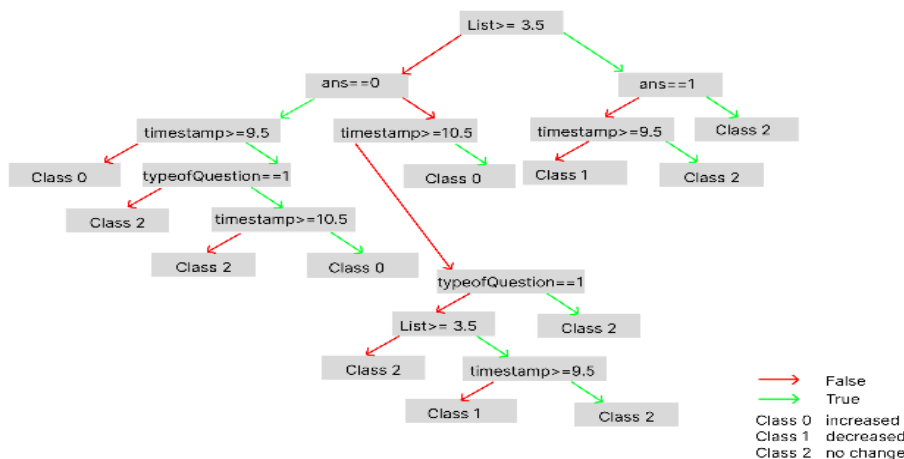 List>= 3.5
ans==0
ans==1
timestamp>=9.5
timestamp>=10.5
timestamp>=9.5
Class 2
Class 0
typeofQuestion==1
Class 0
Class 1
Class 2
Class 2
timestamp>=10.5
Class 2
Class 0
typeofQuestion==1
List>= 3.5
Class 2
Class 2
timestamp>=9.5
Class 1
Class 2
False
True
Class 0 increased
Class 1 decreased
Class 2 no change